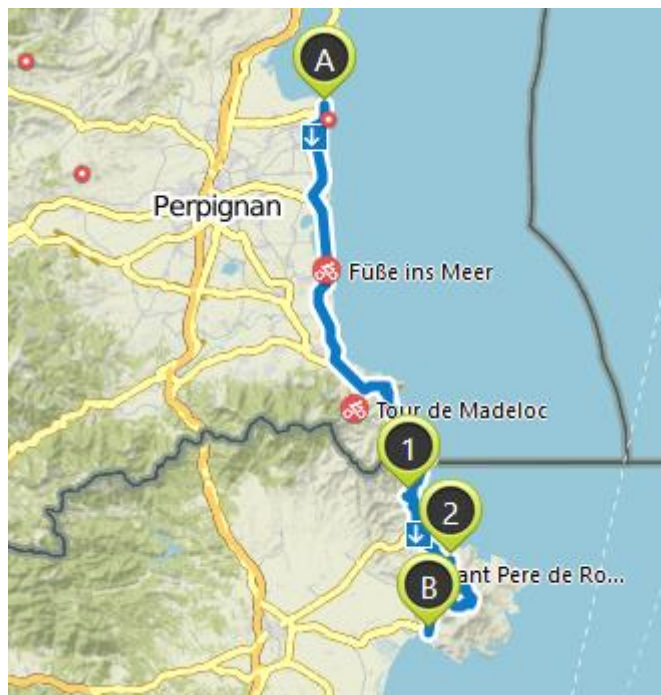 A
Perpignan
Füße ins Meer
Tour de Madeloc
1
2
ant Pere de Ro...
B